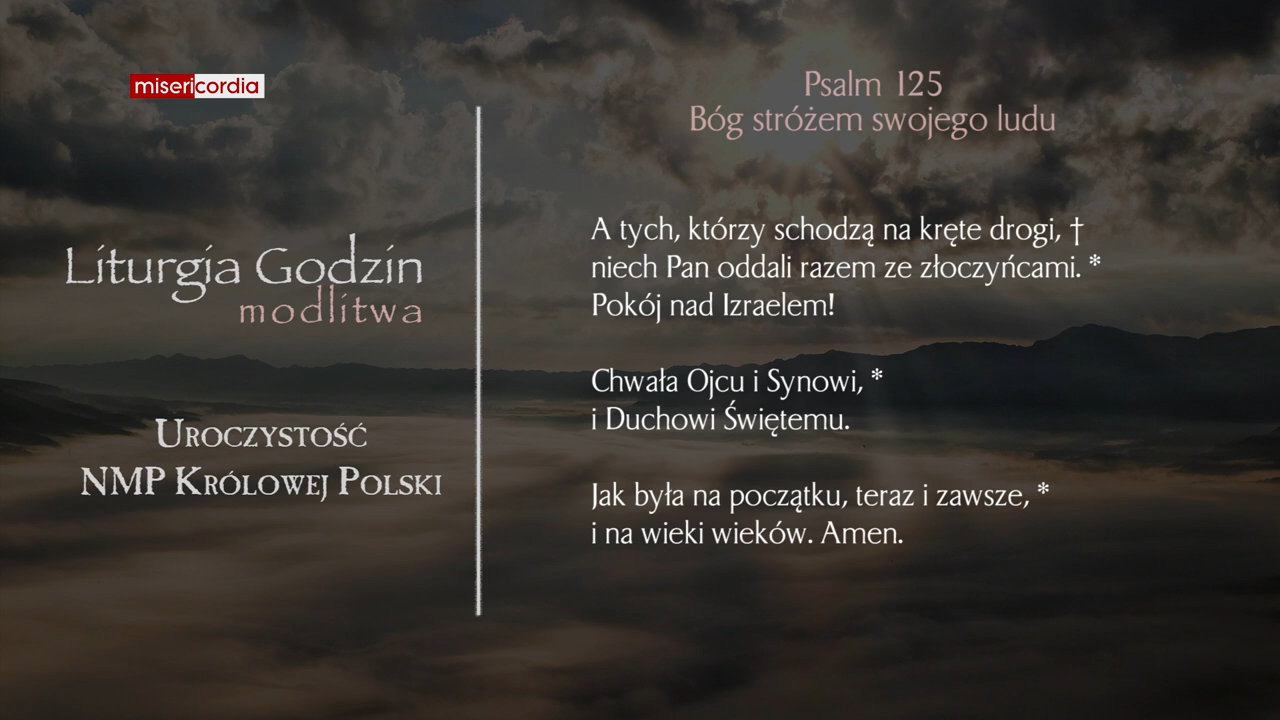 misericordia
Liturgia Godzin
modlitwa
Uroczystość
NMP Królowej Polski
Psalm 125
Bóg stróżem swojego ludu
A tych, którzy schodzą na kręte drogi, †
niech Pan oddali razem ze złoczyńcami. *
Pokój nad Izraelem!
Chwała Ojcu i Synowi, *
i Duchowi Świętemu.
Jak była na początku, teraz i zawsze, *
i na wieki wieków. Amen.